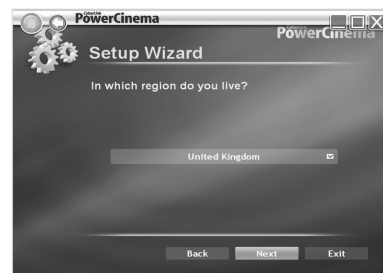 CyberLink
PowerCinema
CyberLink
PowerCinema
Setup Wizard
In which region do you live?
United Kingdom
Back Next Exit